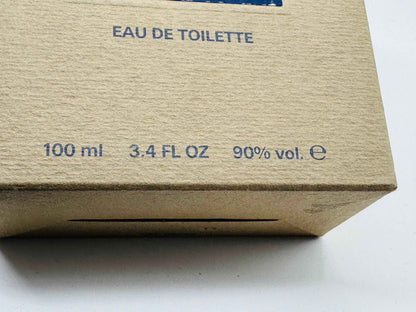 EAU DE TOILETTE
100 ml 3.4 FL OZ 90% vol. ℮